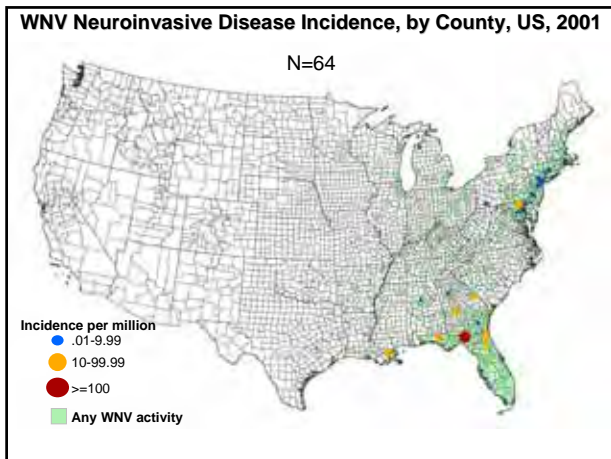 WNV Neuroinvasive Disease Incidence, by County, US, 2001
N=64
Incidence per million
.01-9.99
10-99.99
>=100
Any WNV activity